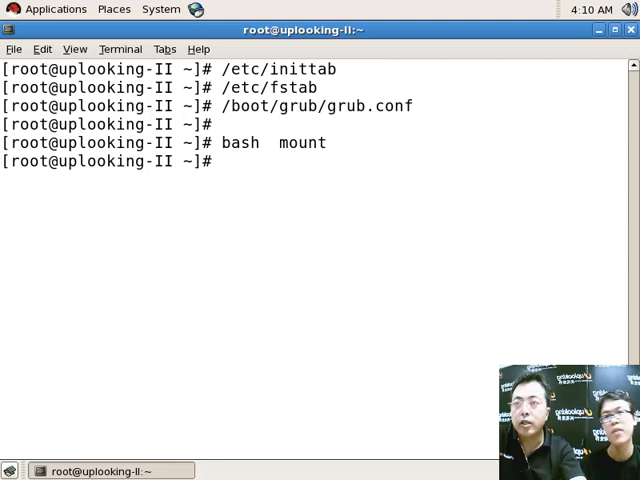 Applications Places System 4:10 AM
root@uplooking-II:~
File Edit View Terminal Tabs Help
[root@uplooking-II ~]# /etc/inittab
[root@uplooking-II ~]# /etc/fstab
[root@uplooking-II ~]# /boot/grub/grub.conf
[root@uplooking-II ~]#
[root@uplooking-II ~]# bash  mount
[root@uplooking-II ~]#
uplooking
root@uplooking-II:~